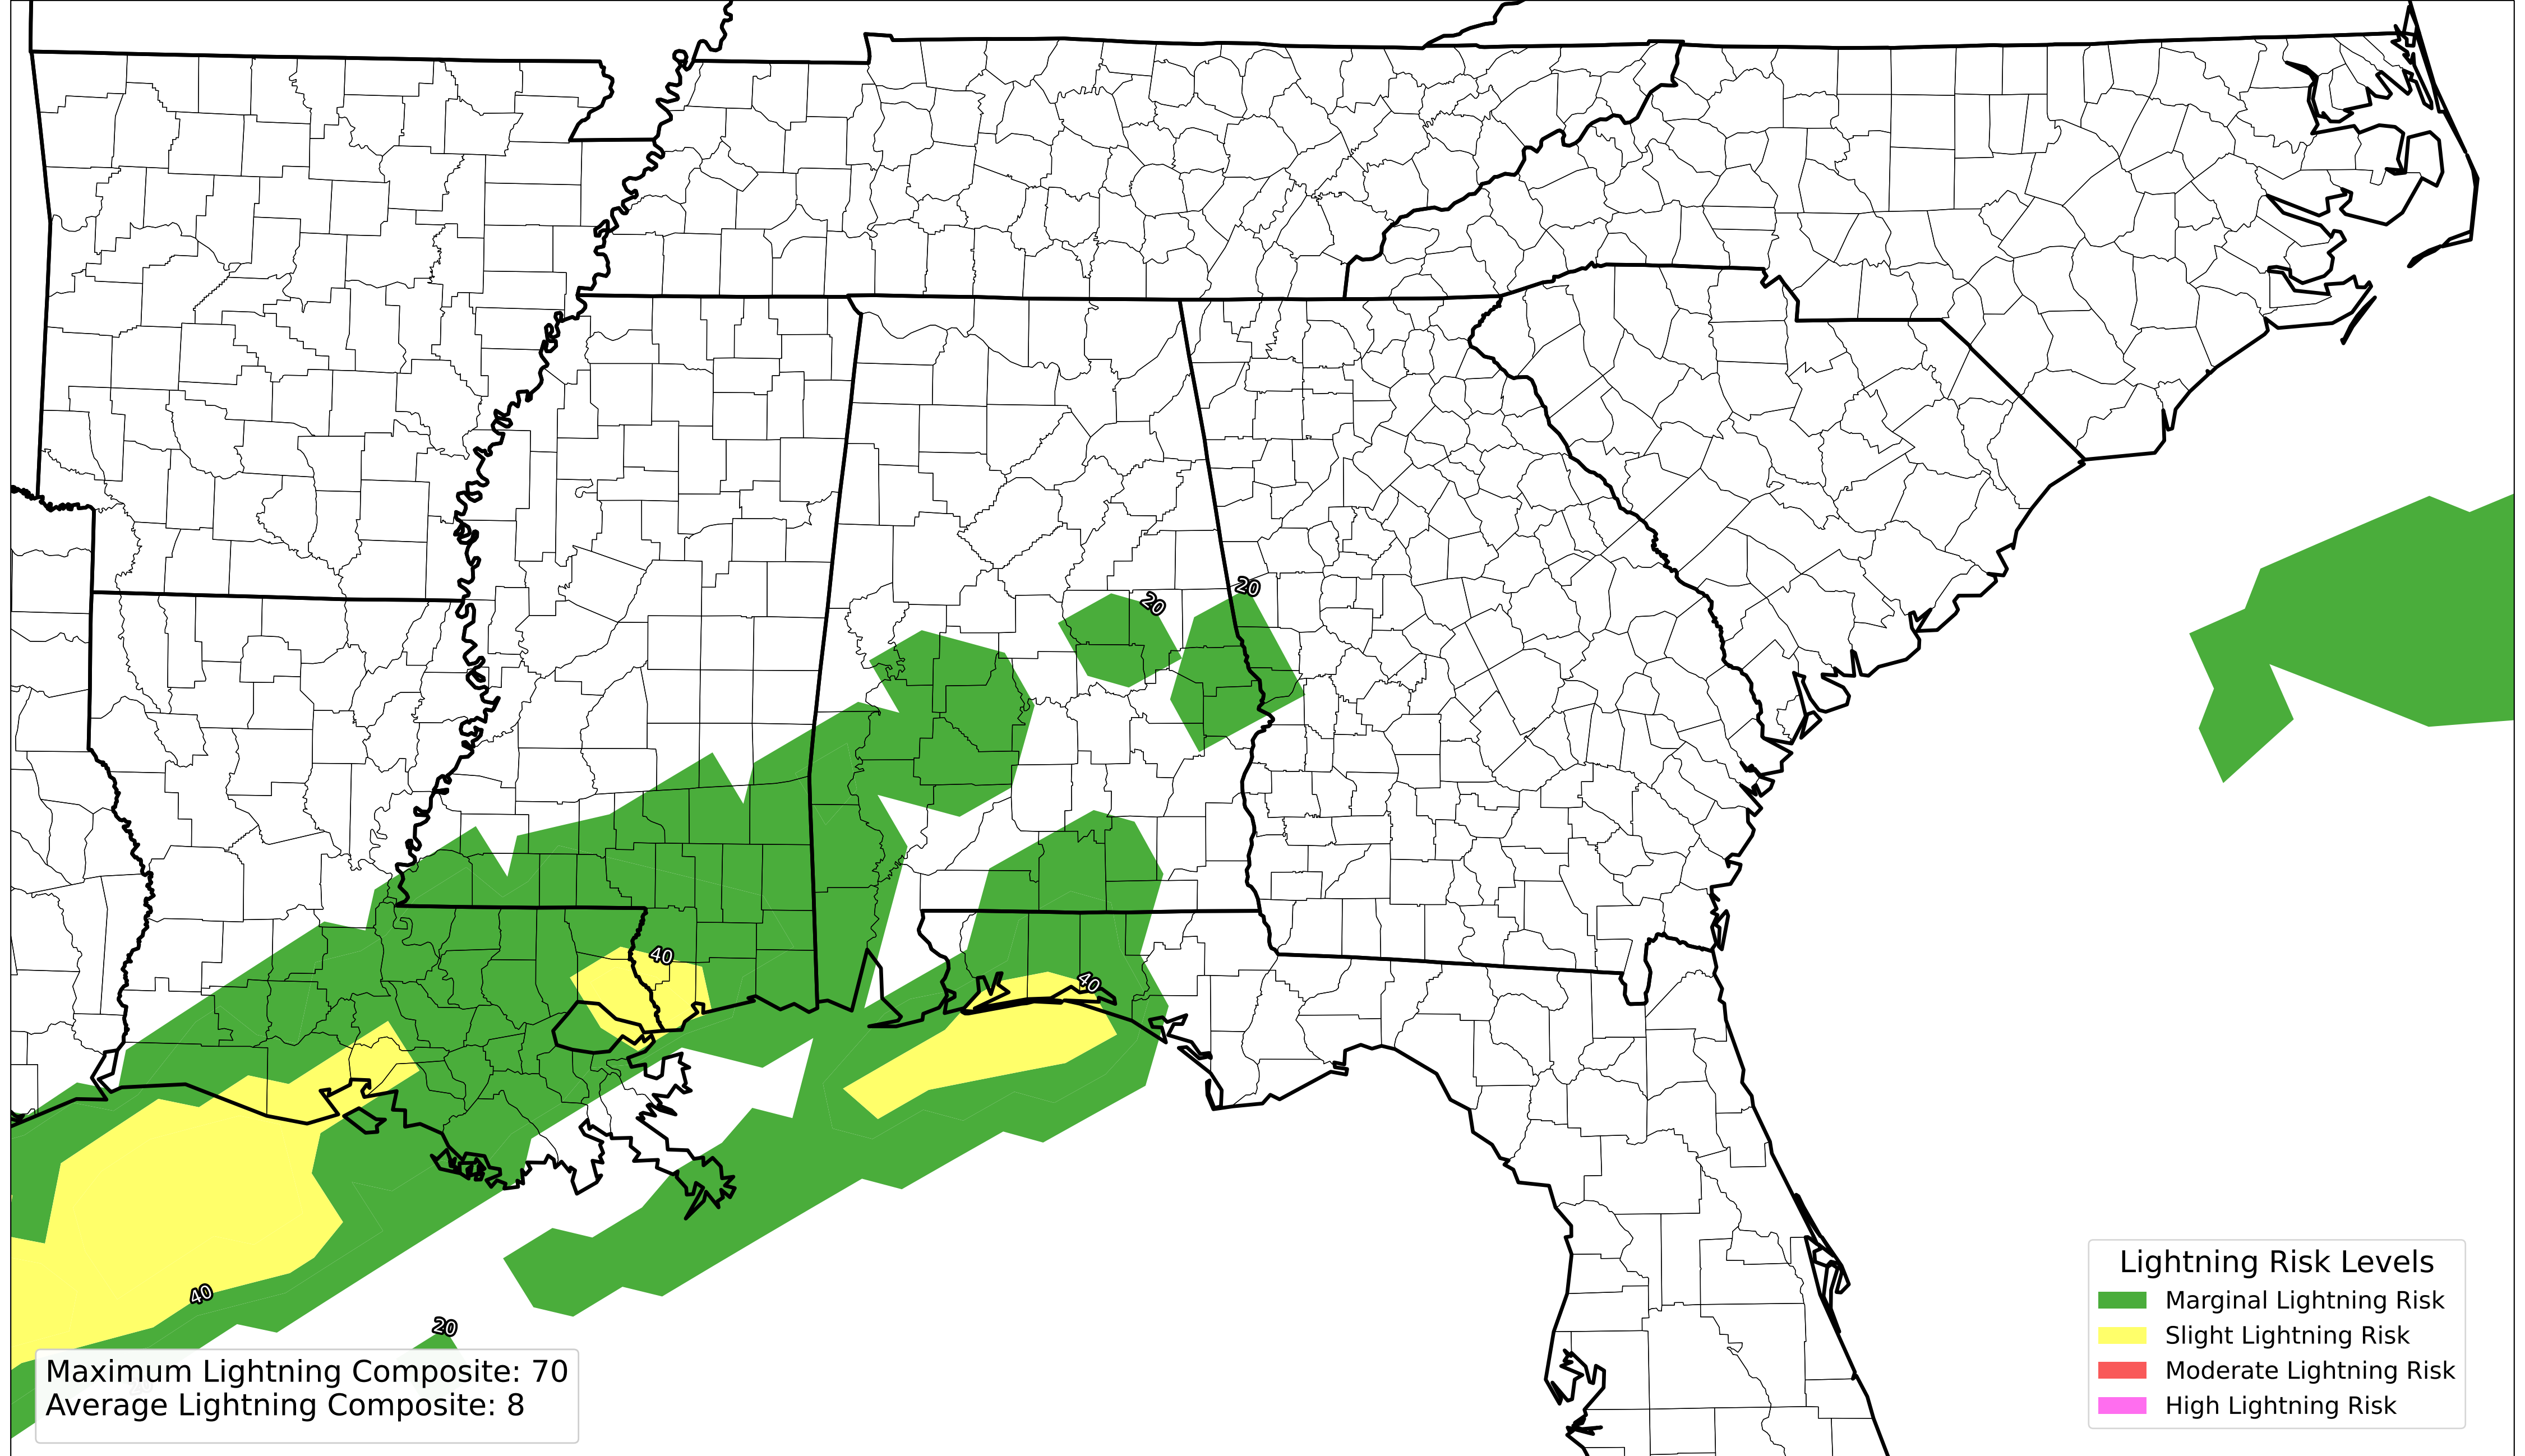 20
20
40
40
40
20
Maximum Lightning Composite: 70
Average Lightning Composite: 8
Lightning Risk Levels
Marginal Lightning Risk
Slight Lightning Risk
Moderate Lightning Risk
High Lightning Risk